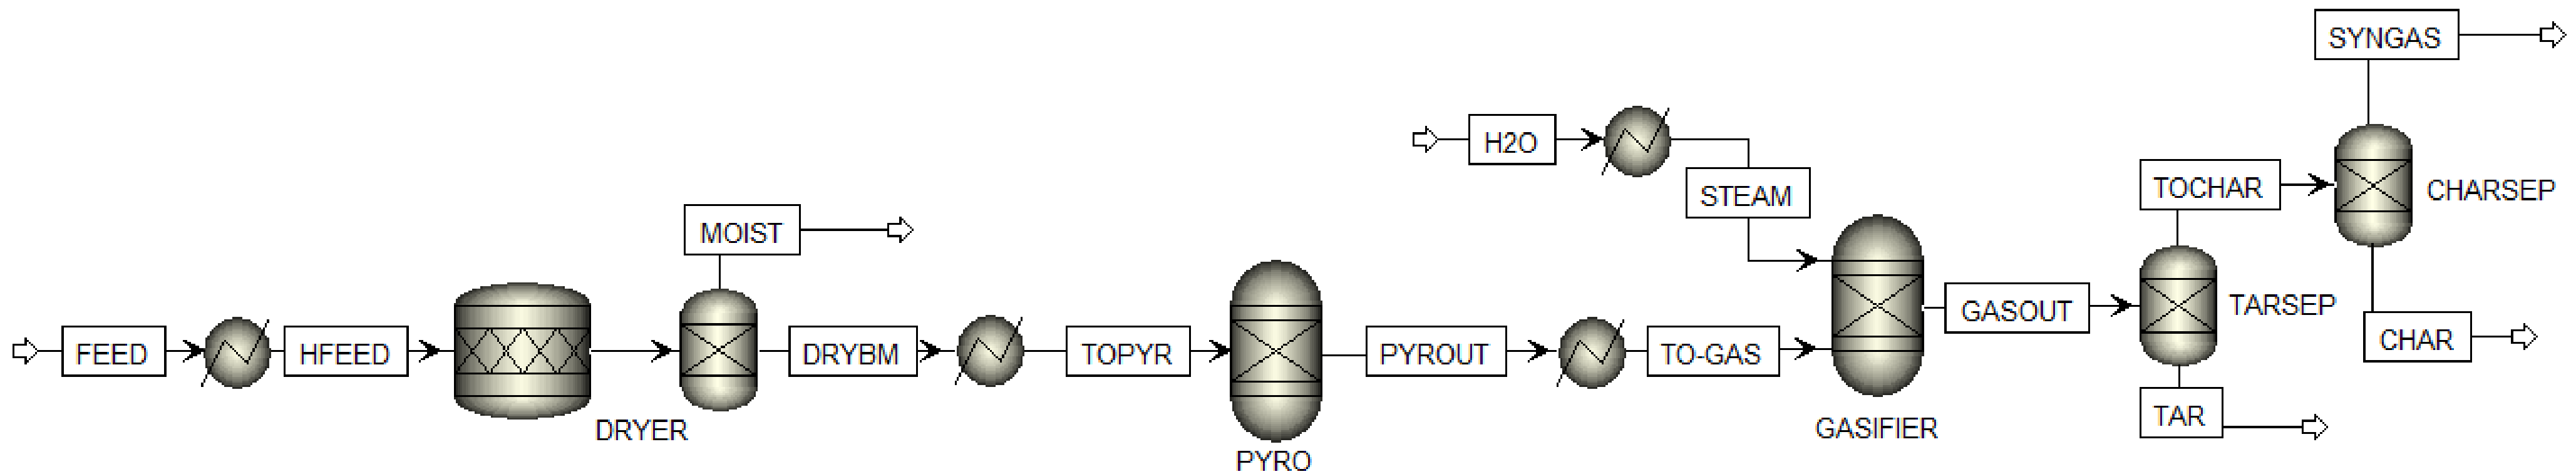 FEED
HFEED
DRYER
MOIST
DRYBM
TOPYR
PYRO
PYROUT
TO-GAS
H2O
STEAM
GASIFIER
GASOUT
TARSEP
TAR
TOCHAR
CHARSEP
SYNGAS
CHAR